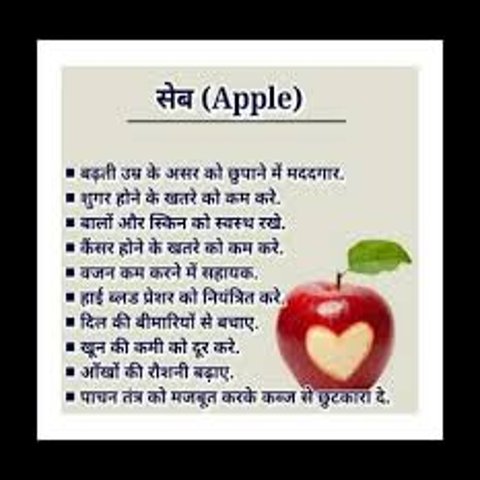 सेब (Apple)
▪ बढ़ती उम्र के असर को छुपाने में मददगार.
▪ शुगर होने के खतरे को कम करे.
▪ बालों और स्किन को स्वस्थ रखे.
▪ कैंसर होने के खतरे को कम करे.
▪ वजन कम करने में सहायक.
▪ हाई ब्लड प्रेशर को नियंत्रित करे.
▪ दिल की बीमारियों से बचाए.
▪ खून की कमी को दूर करे.
▪ आँखों की रौशनी बढ़ाए.
▪ पाचन तंत्र को मजबूत करके कब्ज से छुटकारा दे.